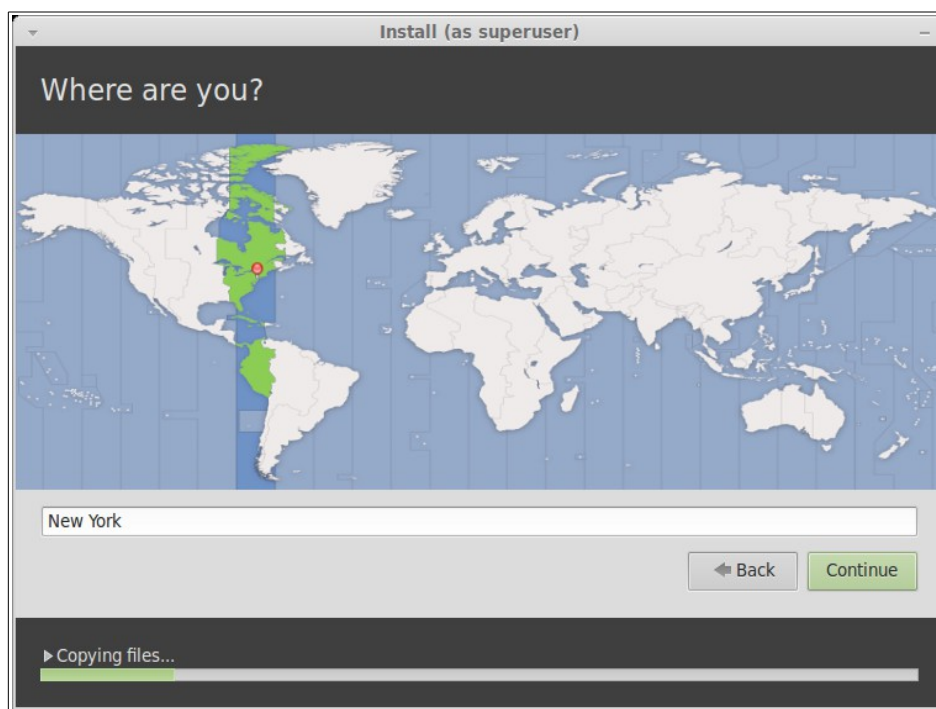 Install (as superuser)
Where are you?
New York
Back
Continue
Copying files...